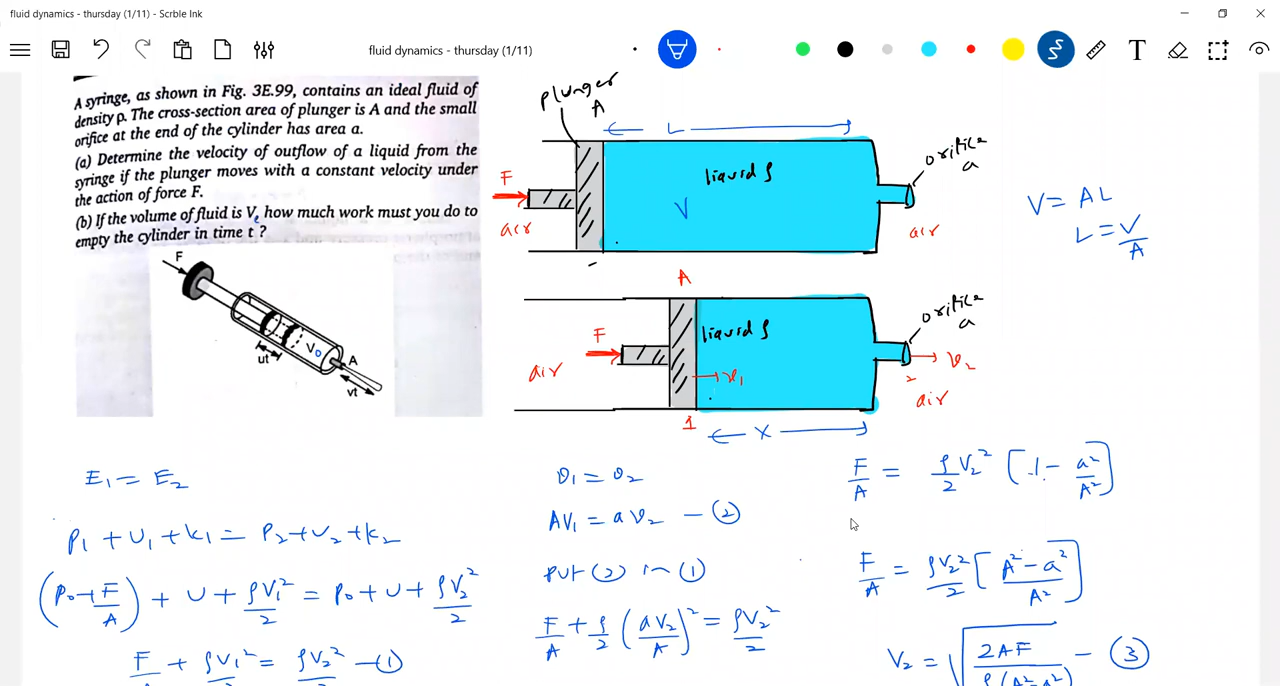 fluid dynamics - thursday (1/11) - Scrble Ink
fluid dynamics - thursday (1/11)
T
A syringe, as shown in Fig. 3E.99, contains an ideal fluid of
density ρ. The cross-section area of plunger is A and the small
orifice at the end of the cylinder has area a.
(a) Determine the velocity of outflow of a liquid from the
syringe if the plunger moves with a constant velocity under
the action of force F.
(b) If the volume of fluid is V, how much work must you do to
empty the cylinder in time t ?
F
V₀
A
ut
vt
plunger
A
L
orifice
a
liquid ρ
F
V
air
air
V = AL
L = V/A
A
orifice
a
liquid ρ
F
air
v₁
v₂
2
air
1
x
E₁ = E₂
P₁ + U₁ + K₁ = P₂ + U₂ + K₂
(P₀ + F/A) + U + ρV₁²/2 = P₀ + U + ρV₂²/2
F/A + ρV₁²/2 = ρV₂²/2 — ①
Q₁ = Q₂
AV₁ = aV₂ — ②
Put ② in ①
F/A + ρ/2 (aV₂/A)² = ρV₂²/2
F/A = ρV₂²/2 [1 - a²/A²]
F/A = ρV₂²/2 [A² - a²/A²]
V₂ = √2AF/ρ(A²-a²) — ③